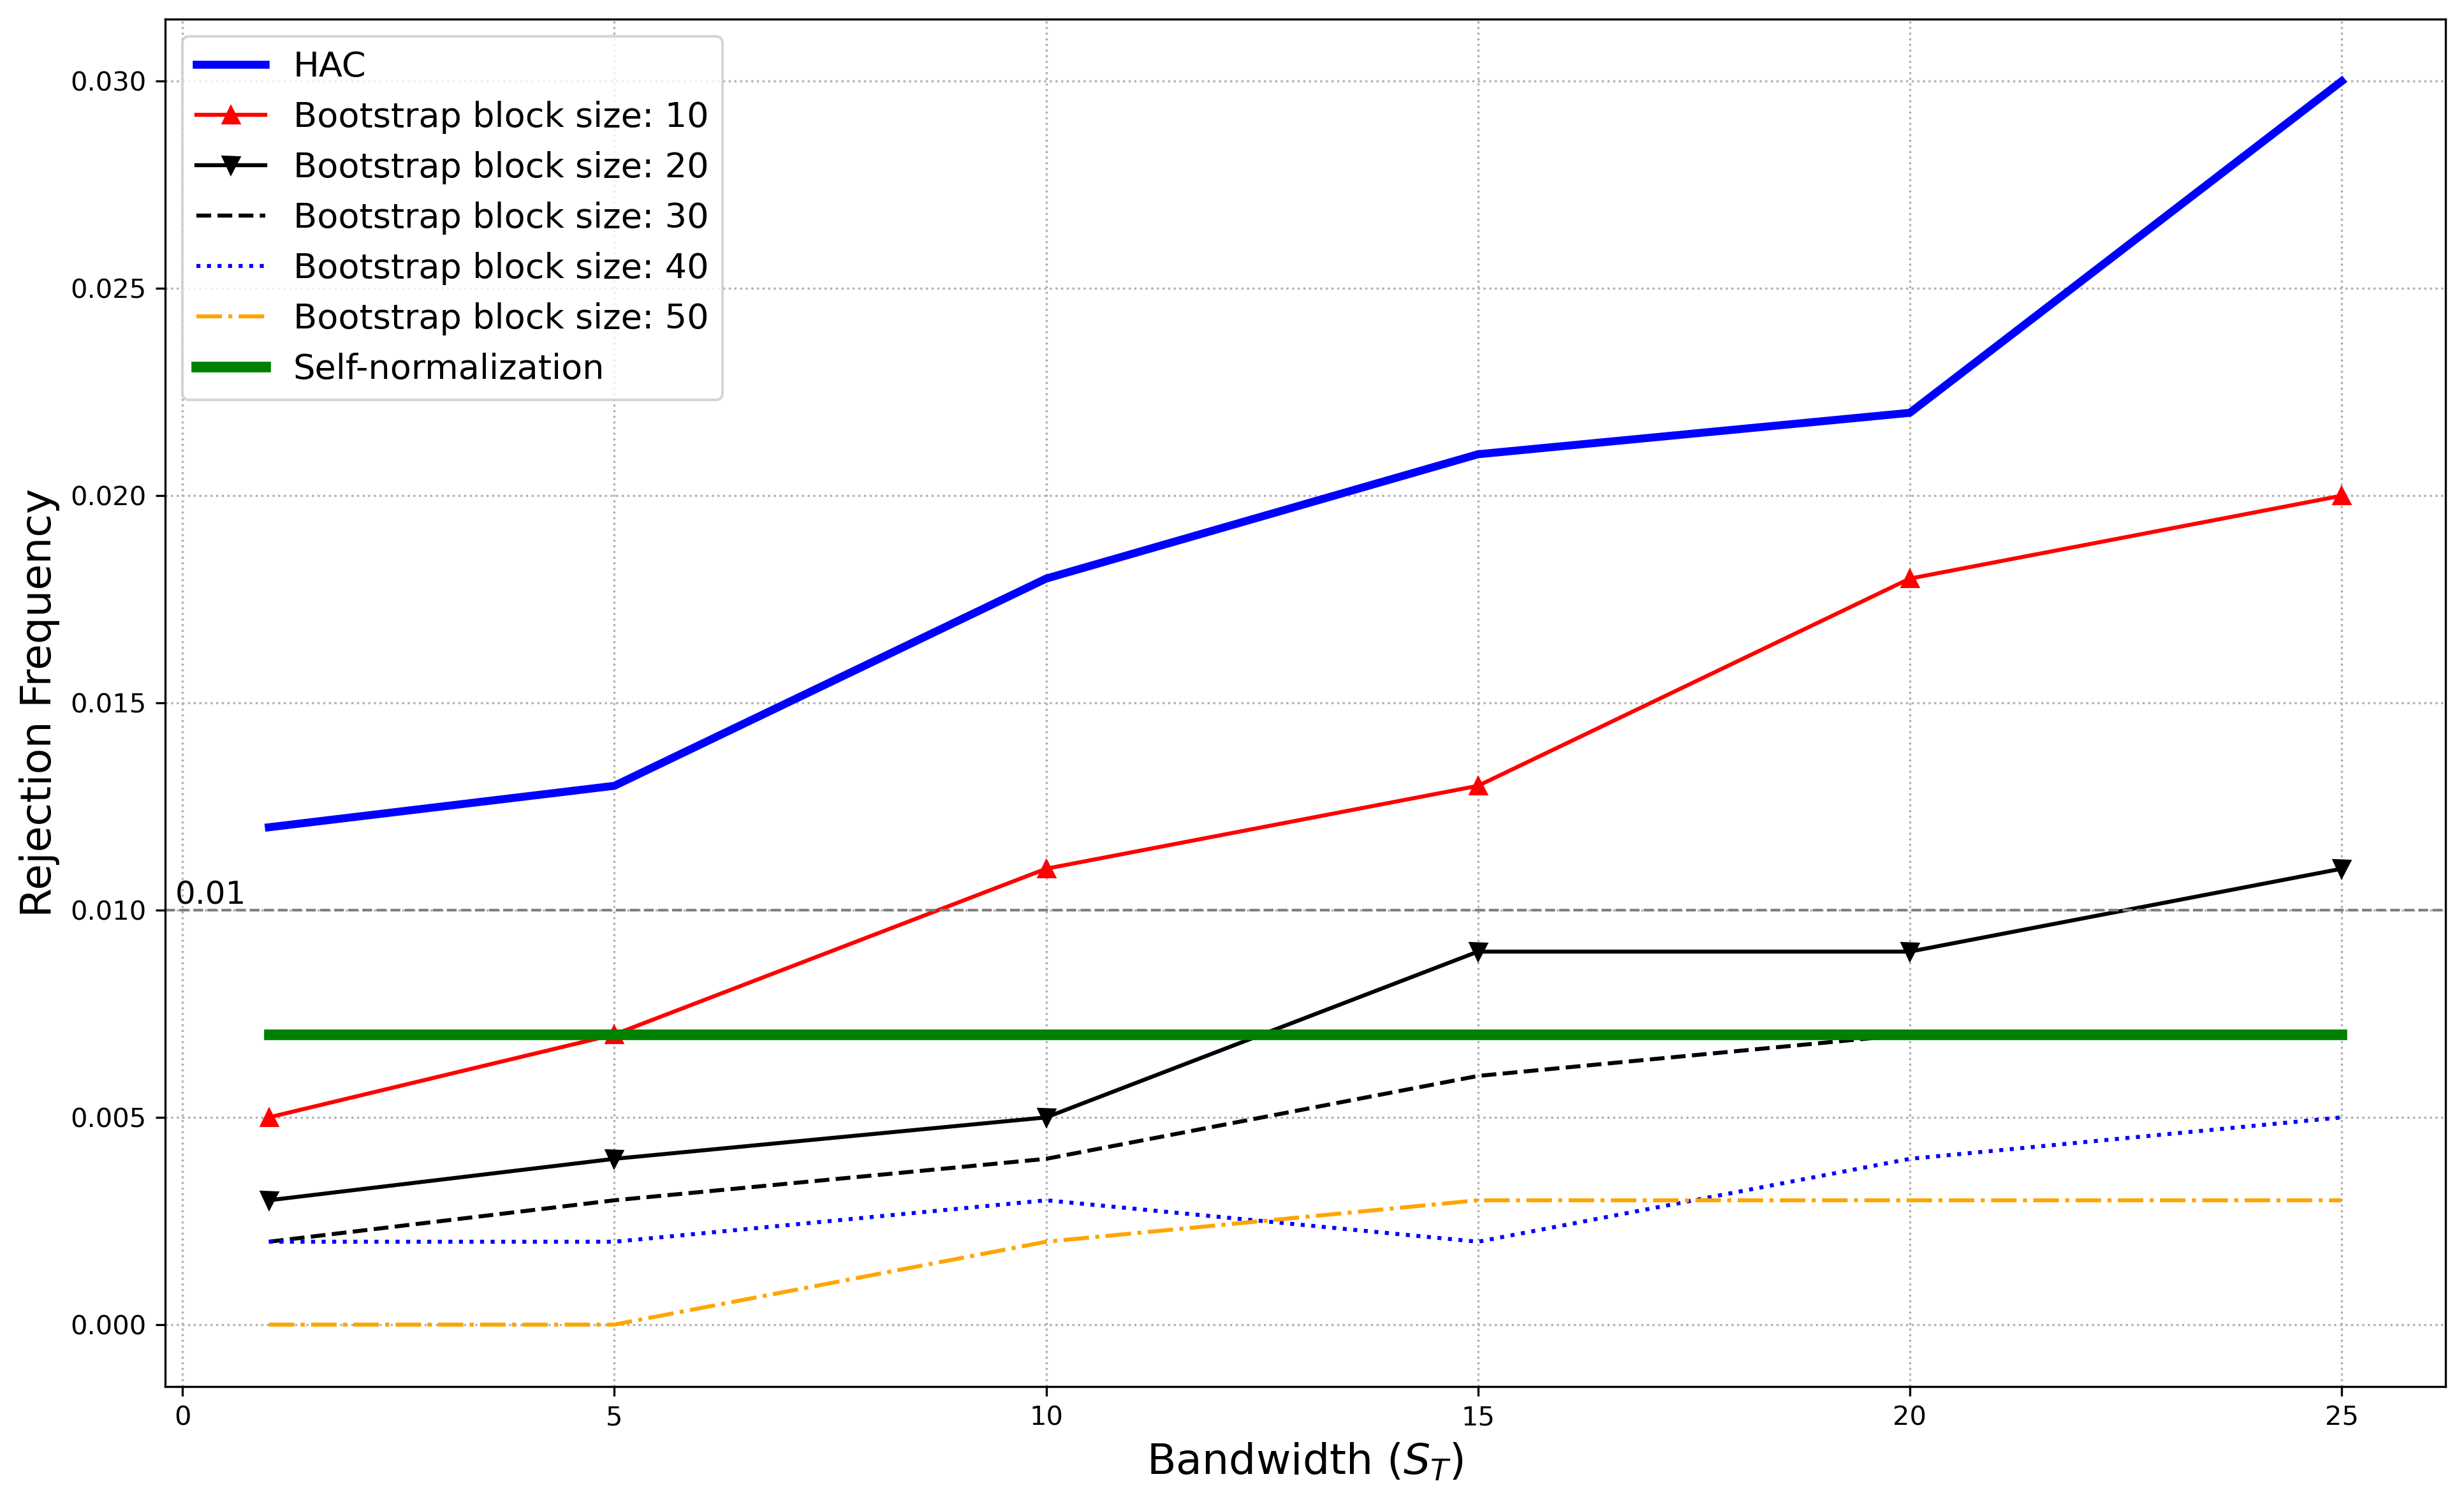 HAC
Bootstrap block size: 10
Bootstrap block size: 20
Bootstrap block size: 30
Bootstrap block size: 40
Bootstrap block size: 50
Self-normalization
Rejection Frequency
0.030
0.025
0.020
0.015
0.01
0.010
0.005
0.000
0 5 10 15 20 25
Bandwidth (S_T)